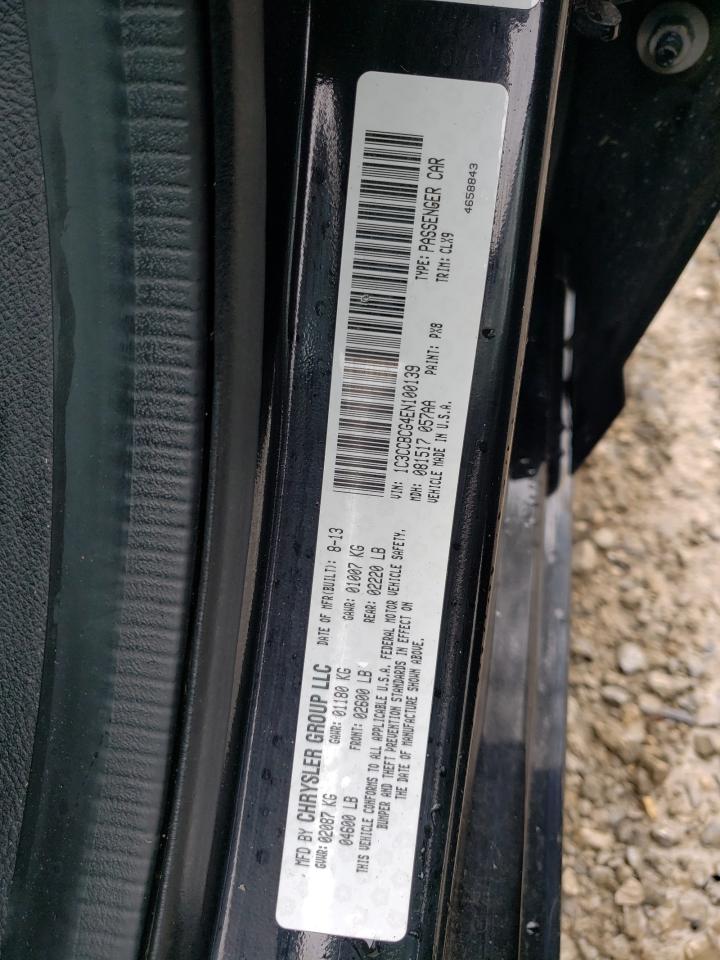 MFD BY CHRYSLER GROUP LLC DATE OF MFR(BUILT): 8-13
GVWR: 02087 KG GAWR: 01180 KG GAWR: 01007 KG
04600 LB FRONT: 02600 LB REAR: 02220 LB
THIS VEHICLE CONFORMS TO ALL APPLICABLE U.S.A. FEDERAL MOTOR VEHICLE SAFETY,
BUMPER AND THEFT PREVENTION STANDARDS IN EFFECT ON
THE DATE OF MANUFACTURE SHOWN ABOVE.
VIN: 1C3CCBCG4EN100139 TYPE: PASSENGER CAR
MDH: 081517 057AA PAINT: PX8 TRIM: CLX9
VEHICLE MADE IN U.S.A.
4658843